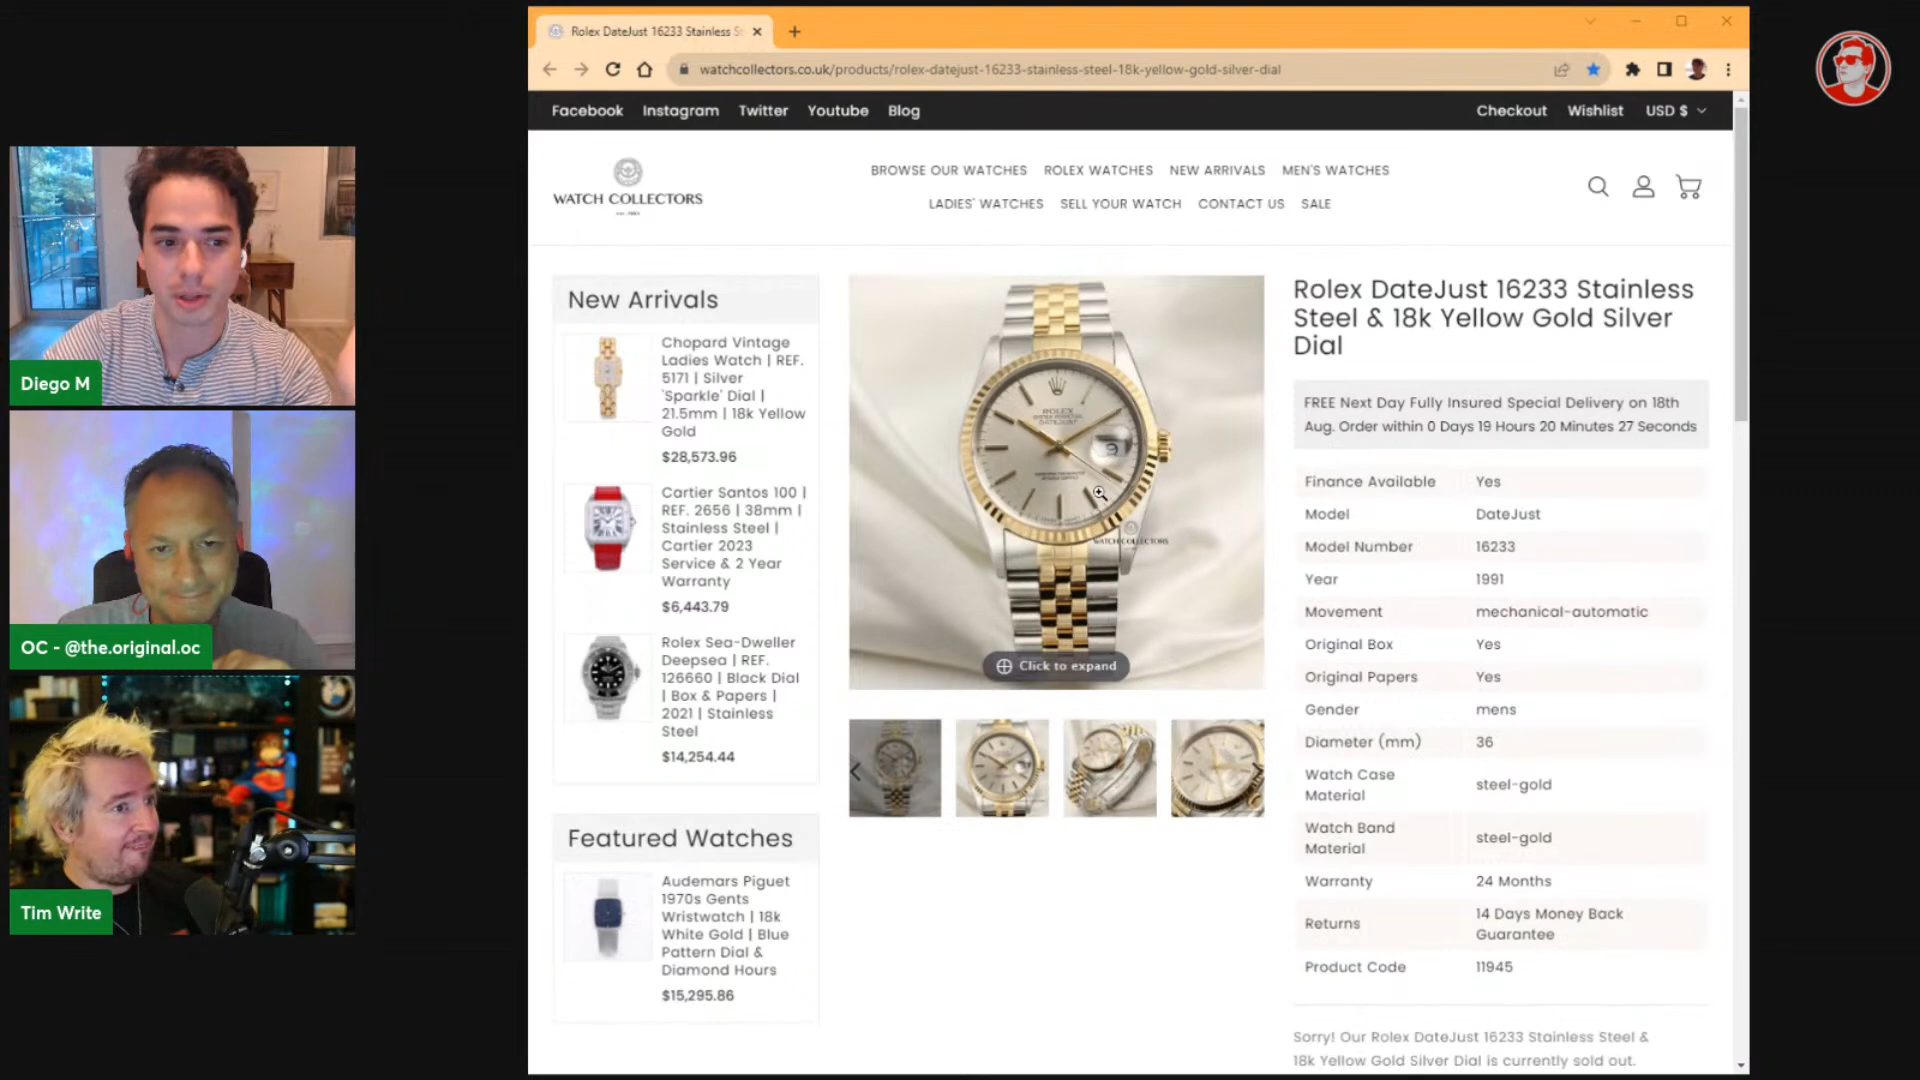 Rolex DateJust 16233 Stainless S
watchcollectors.co.uk/products/rolex-datejust-16233-stainless-steel-18k-yellow-gold-silver-dial
Facebook Instagram Twitter Youtube Blog Checkout Wishlist USD $
WATCH COLLECTORS
BROWSE OUR WATCHES ROLEX WATCHES NEW ARRIVALS MEN'S WATCHES
LADIES' WATCHES SELL YOUR WATCH CONTACT US SALE
Diego M
OC - @the.original.oc
Tim Write
New Arrivals
Chopard Vintage
Ladies Watch | REF.
5171 | Silver
'Sparkle' Dial |
21.5mm | 18k Yellow
Gold
$28,573.96
Cartier Santos 100 |
REF. 2656 | 38mm |
Stainless Steel |
Cartier 2023
Service & 2 Year
Warranty
$6,443.79
Rolex Sea-Dweller
Deepsea | REF.
126660 | Black Dial
| Box & Papers |
2021 | Stainless
Steel
$14,254.44
Featured Watches
Audemars Piguet
1970s Gents
Wristwatch | 18k
White Gold | Blue
Pattern Dial &
Diamond Hours
$15,295.86
ROLEX
9
WATCH COLLECTORS
Click to expand
Rolex DateJust 16233 Stainless
Steel & 18k Yellow Gold Silver
Dial
FREE Next Day Fully Insured Special Delivery on 18th
Aug. Order within 0 Days 19 Hours 20 Minutes 27 Seconds
Finance Available Yes
Model DateJust
Model Number 16233
Year 1991
Movement mechanical-automatic
Original Box Yes
Original Papers Yes
Gender mens
Diameter (mm) 36
Watch Case
Material steel-gold
Watch Band
Material steel-gold
Warranty 24 Months
Returns 14 Days Money Back
Guarantee
Product Code 11945
Sorry! Our Rolex DateJust 16233 Stainless Steel &
18k Yellow Gold Silver Dial is currently sold out.